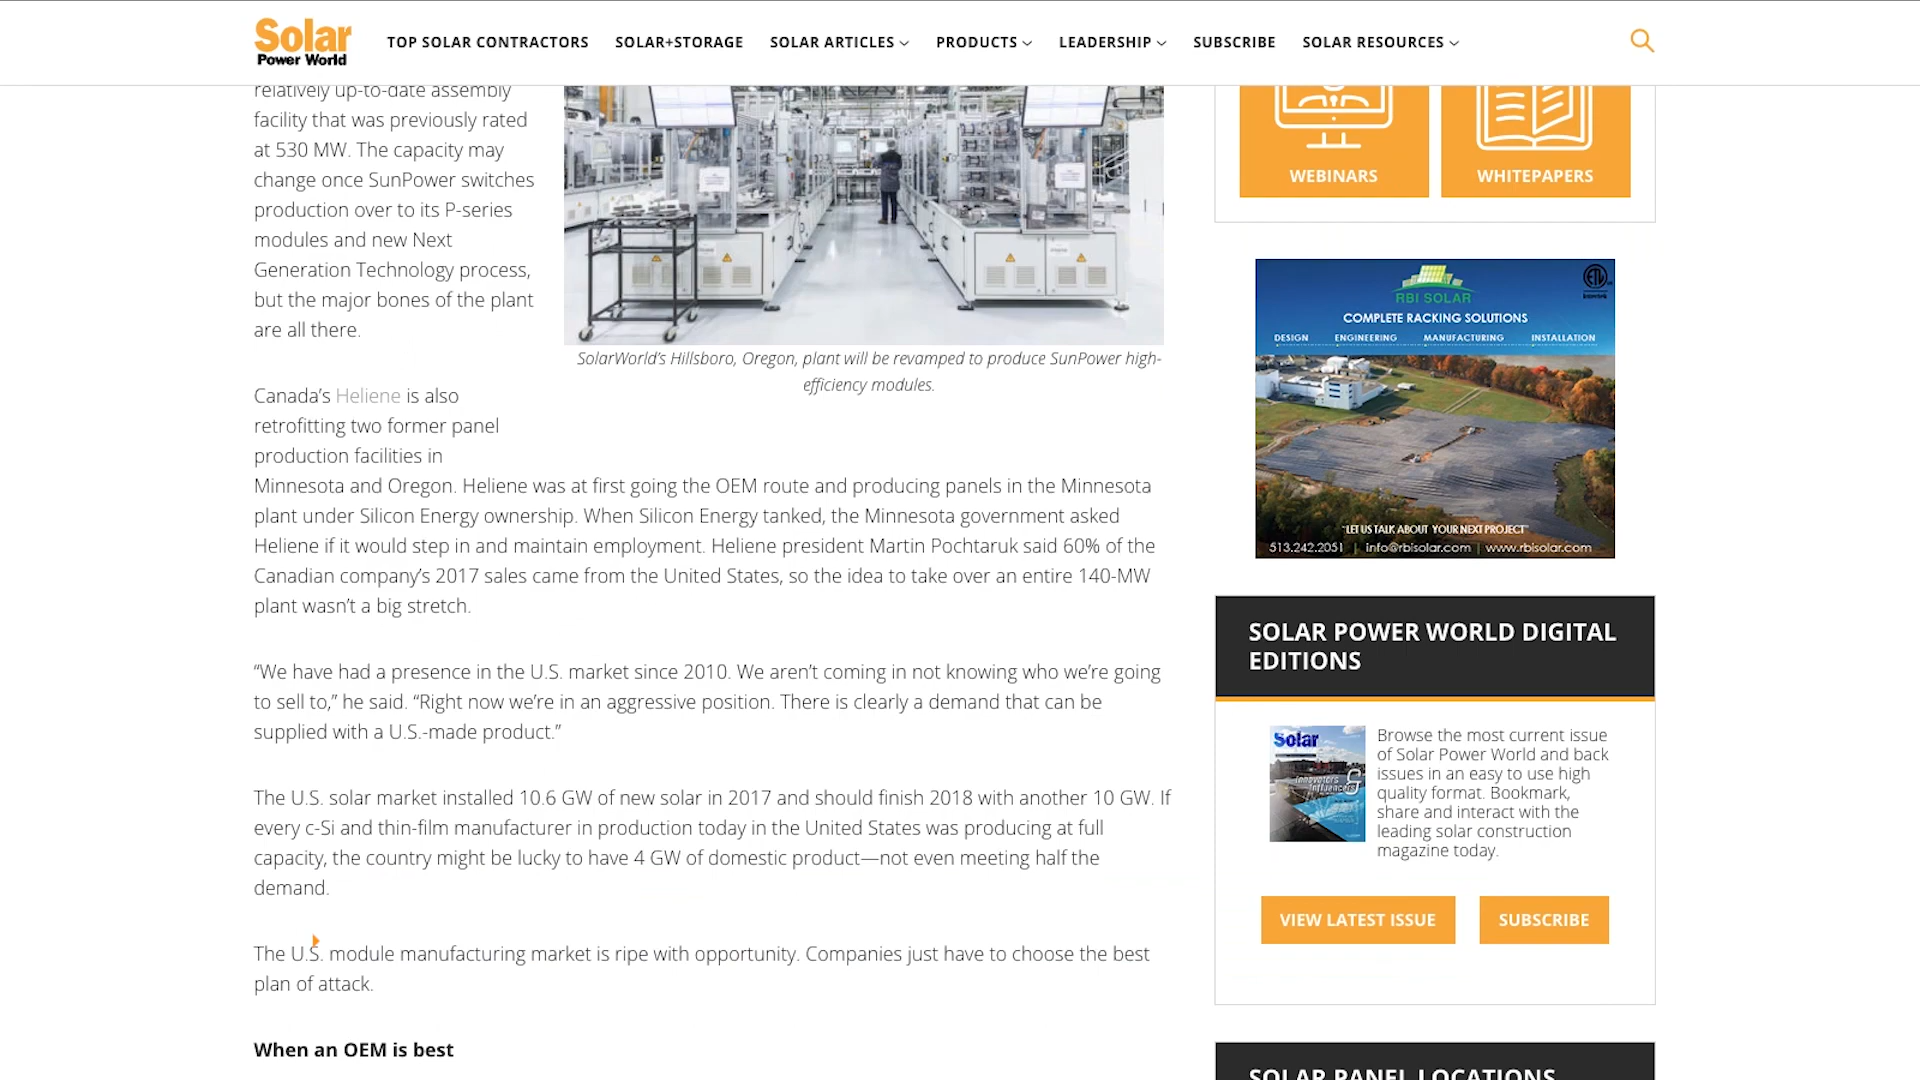 Solar
Power World
TOP SOLAR CONTRACTORS
SOLAR+STORAGE
SOLAR ARTICLES
PRODUCTS
LEADERSHIP
SUBSCRIBE
SOLAR RESOURCES
relatively up-to-date assembly
facility that was previously rated
at 530 MW. The capacity may
change once SunPower switches
production over to its P-series
modules and new Next
Generation Technology process,
but the major bones of the plant
are all there.
SolarWorld’s Hillsboro, Oregon, plant will be revamped to produce SunPower high-
efficiency modules.
Canada’s Heliene is also
retrofitting two former panel
production facilities in
Minnesota and Oregon. Heliene was at first going the OEM route and producing panels in the Minnesota
plant under Silicon Energy ownership. When Silicon Energy tanked, the Minnesota government asked
Heliene if it would step in and maintain employment. Heliene president Martin Pochtaruk said 60% of the
Canadian company’s 2017 sales came from the United States, so the idea to take over an entire 140-MW
plant wasn’t a big stretch.
“We have had a presence in the U.S. market since 2010. We aren’t coming in not knowing who we’re going
to sell to,” he said. “Right now we’re in an aggressive position. There is clearly a demand that can be
supplied with a U.S.-made product.”
The U.S. solar market installed 10.6 GW of new solar in 2017 and should finish 2018 with another 10 GW. If
every c-Si and thin-film manufacturer in production today in the United States was producing at full
capacity, the country might be lucky to have 4 GW of domestic product—not even meeting half the
demand.
The U.S. module manufacturing market is ripe with opportunity. Companies just have to choose the best
plan of attack.
When an OEM is best
WEBINARS
WHITEPAPERS
RBI SOLAR
COMPLETE RACKING SOLUTIONS
DESIGN ENGINEERING MANUFACTURING INSTALLATION
"LET US TALK ABOUT YOUR NEXT PROJECT"
513.242.2051 | info@rbisolar.com | www.rbisolar.com
SOLAR POWER WORLD DIGITAL
EDITIONS
Solar
Innovators
&
Influencers
Browse the most current issue
of Solar Power World and back
issues in an easy to use high
quality format. Bookmark,
share and interact with the
leading solar construction
magazine today.
VIEW LATEST ISSUE
SUBSCRIBE
SOLAR PANEL LOCATIONS